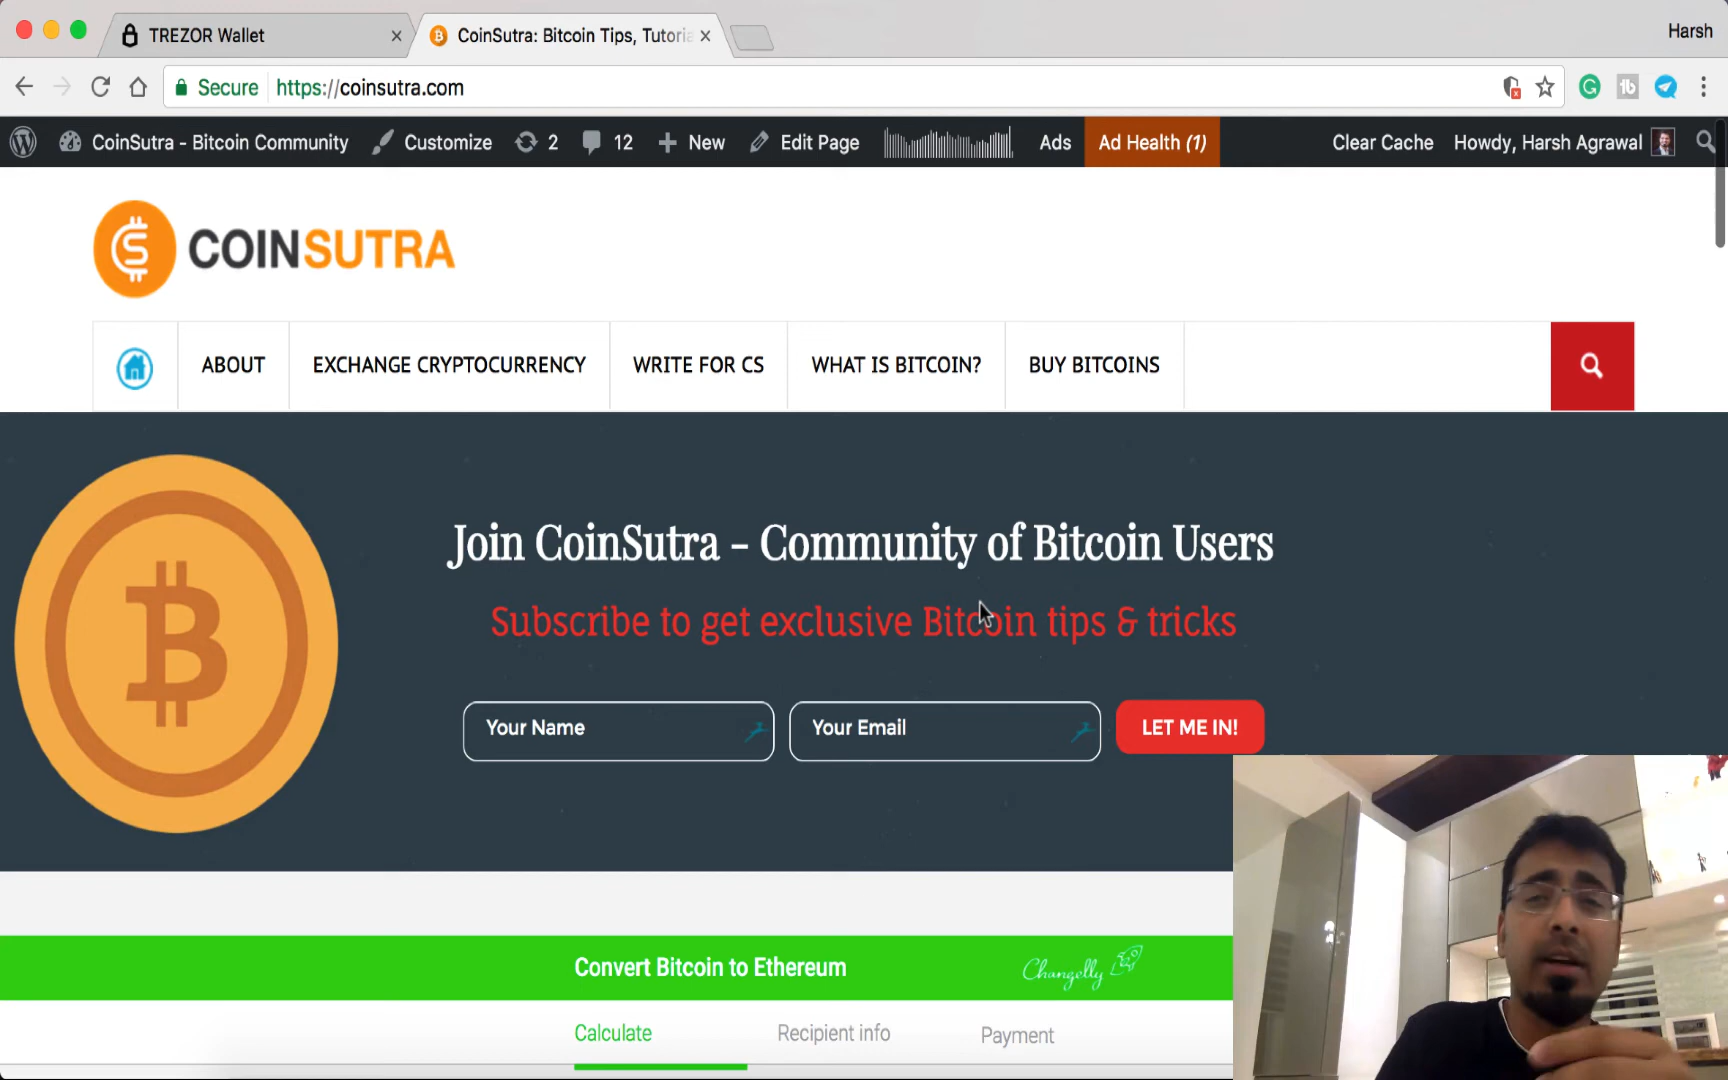 TREZOR Wallet
CoinSutra: Bitcoin Tips, Tutoria
Harsh
Secure https://coinsutra.com
CoinSutra - Bitcoin Community Customize 2 12 New Edit Page Ads Ad Health (1) Clear Cache Howdy, Harsh Agrawal
COINSUTRA
ABOUT EXCHANGE CRYPTOCURRENCY WRITE FOR CS WHAT IS BITCOIN? BUY BITCOINS
Join CoinSutra - Community of Bitcoin Users
Subscribe to get exclusive Bitcoin tips & tricks
Your Name Your Email LET ME IN!
Convert Bitcoin to Ethereum Changelly
Calculate Recipient info Payment